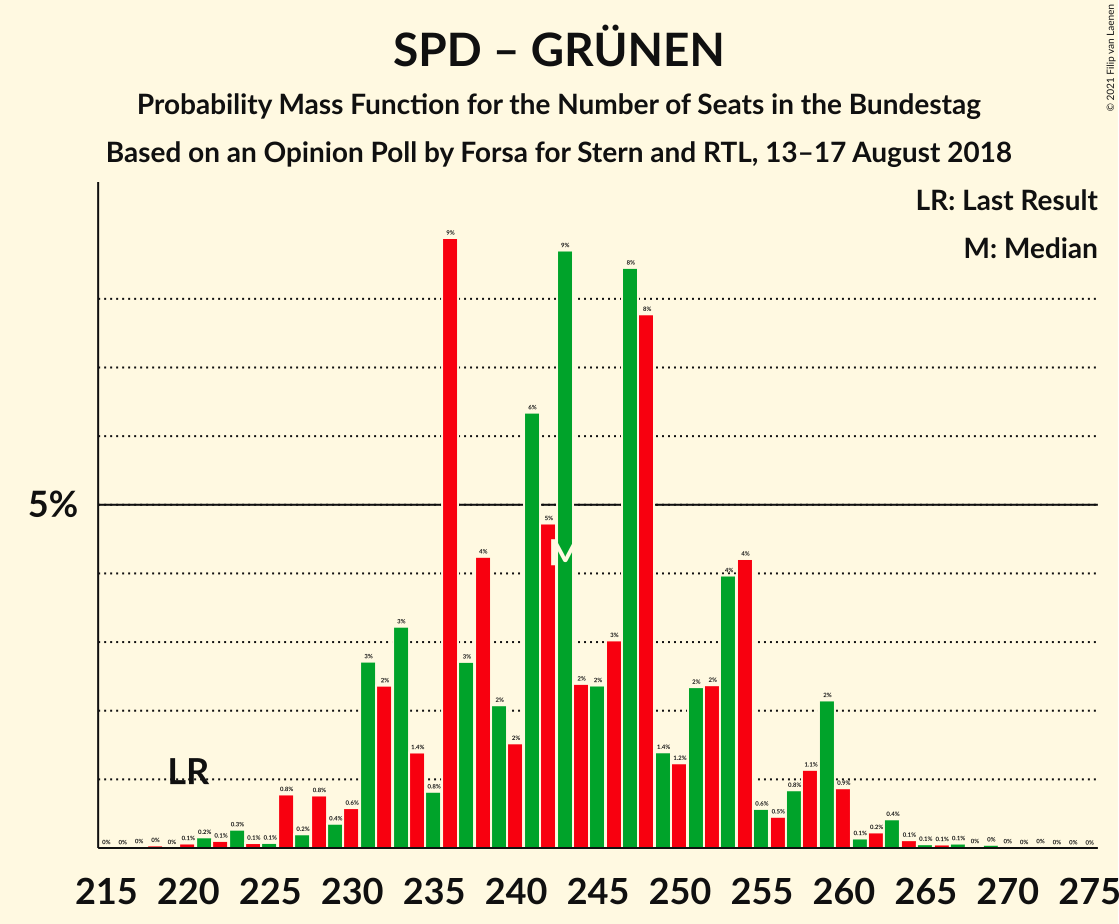 SPD – GRÜNEN
Probability Mass Function for the Number of Seats in the Bundestag
Based on an Opinion Poll by Forsa for Stern and RTL, 13–17 August 2018
© 2021 Filip van Laenen
LR: Last Result
M: Median
5%
LR
M
0% 0% 0% 0% 0% 0.1% 0.2% 0.1% 0.3% 0.1% 0.1% 0.8% 0.2% 0.8% 0.4% 0.6% 3% 2% 3% 1.4% 0.8% 9% 3% 4% 2% 2% 6% 5% 9% 2% 2% 3% 8% 8% 1.4% 1.2% 2% 2% 4% 4% 0.6% 0.5% 0.8% 1.1% 2% 0.9% 0.1% 0.2% 0.4% 0.1% 0.1% 0.1% 0.1% 0% 0% 0% 0% 0% 0% 0% 0%
215 220 225 230 235 240 245 250 255 260 265 270 275